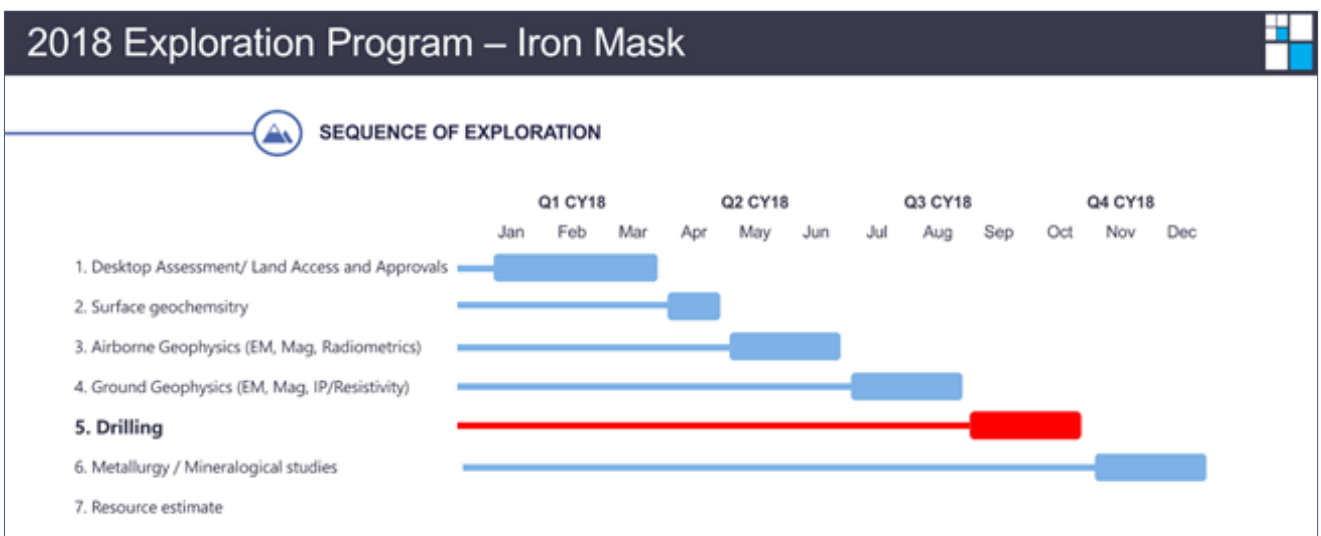 2018 Exploration Program – Iron Mask
SEQUENCE OF EXPLORATION
Q1 CY18 Q2 CY18 Q3 CY18 Q4 CY18
Jan Feb Mar Apr May Jun Jul Aug Sep Oct Nov Dec
1. Desktop Assessment/ Land Access and Approvals
2. Surface geochemsitry
3. Airborne Geophysics (EM, Mag, Radiometrics)
4. Ground Geophysics (EM, Mag, IP/Resistivity)
5. Drilling
6. Metallurgy / Mineralogical studies
7. Resource estimate